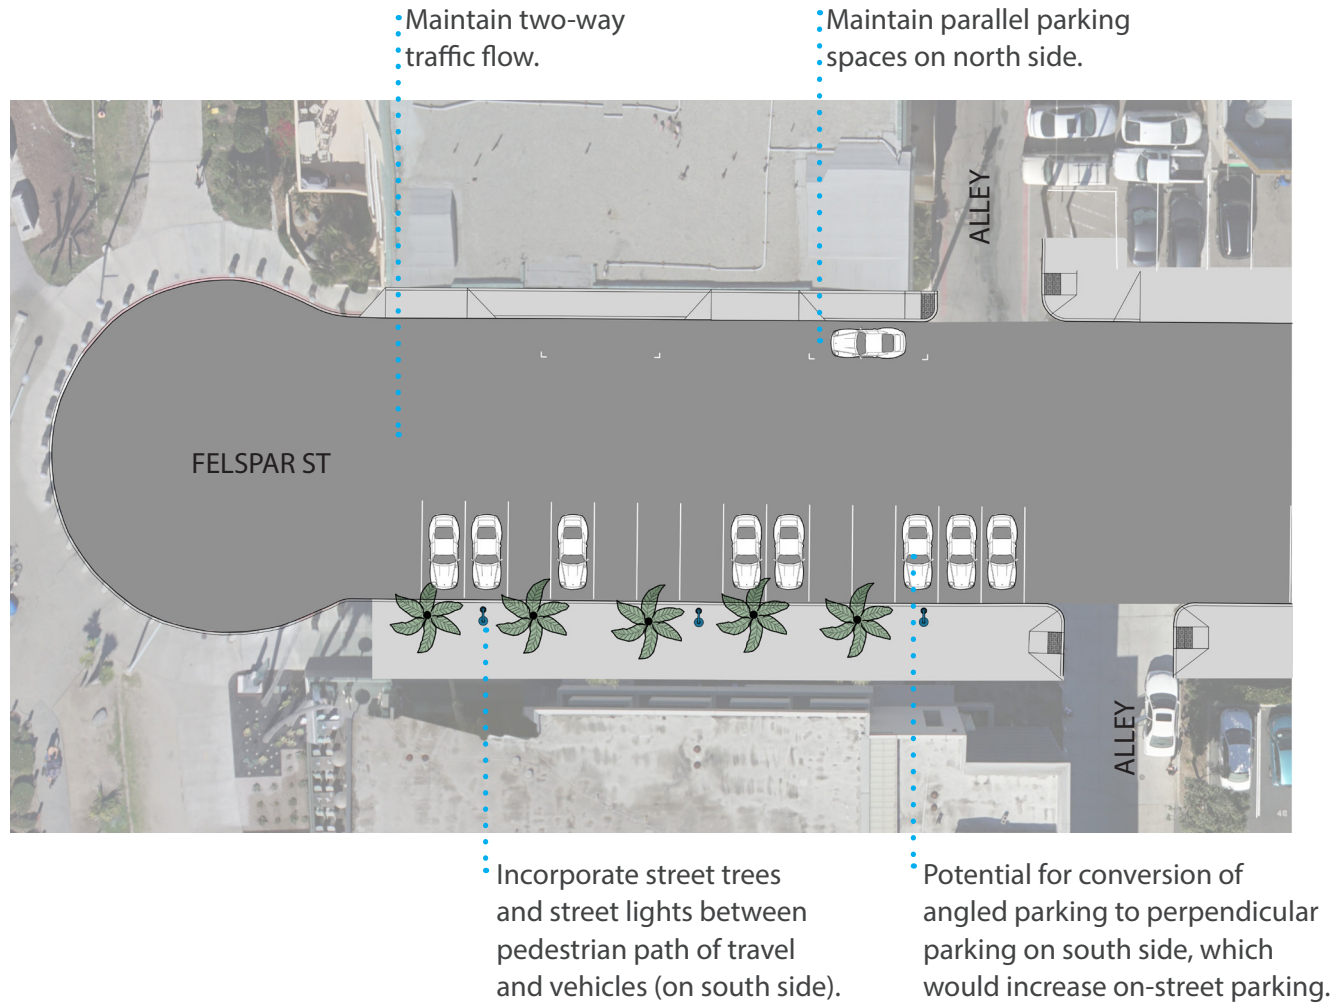 Maintain two-way
traffic flow.
Maintain parallel parking
spaces on north side.
ALLEY
FELSPAR ST
ALLEY
Incorporate street trees
and street lights between
pedestrian path of travel
and vehicles (on south side).
Potential for conversion of
angled parking to perpendicular
parking on south side, which
would increase on-street parking.